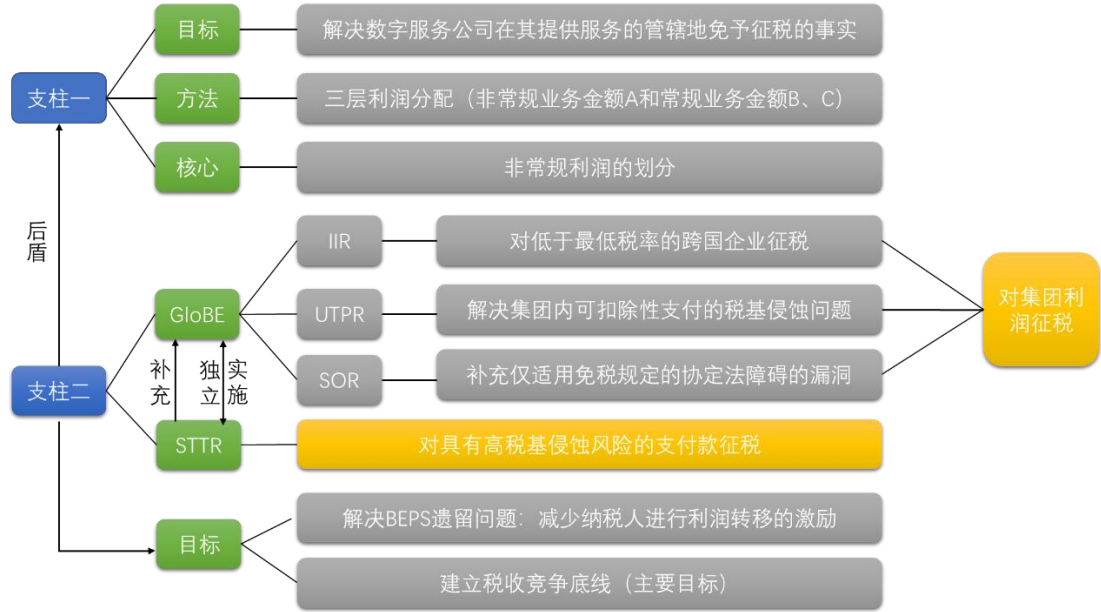 目标
解决数字服务公司在其提供服务的管辖地免予征税的事实
支柱一
方法
三层利润分配（非常规业务金额A和常规业务金额B、C）
核心
非常规利润的划分
后盾
IIR
对低于最低税率的跨国企业征税
GloBE
UTPR
解决集团内可扣除性支付的税基侵蚀问题
对集团利
润征税
支柱二
补充
独立
实施
SOR
补充仅适用免税规定的协定法障碍的漏洞
STTR
对具有高税基侵蚀风险的支付款征税
目标
解决BEPS遗留问题：减少纳税人进行利润转移的激励
建立税收竞争底线（主要目标）